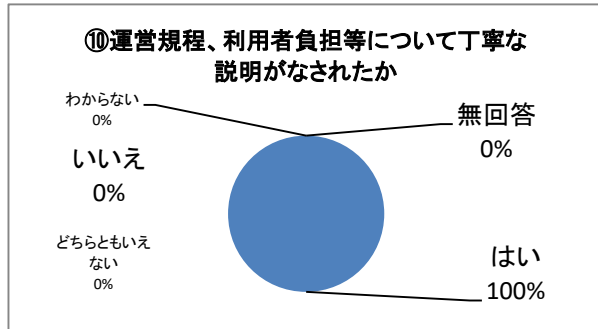 ⑩運営規程、利用者負担等について丁寧な
説明がなされたか
わからない
0%
無回答
0%
いいえ
0%
どちらともいえ
ない
0%
はい
100%